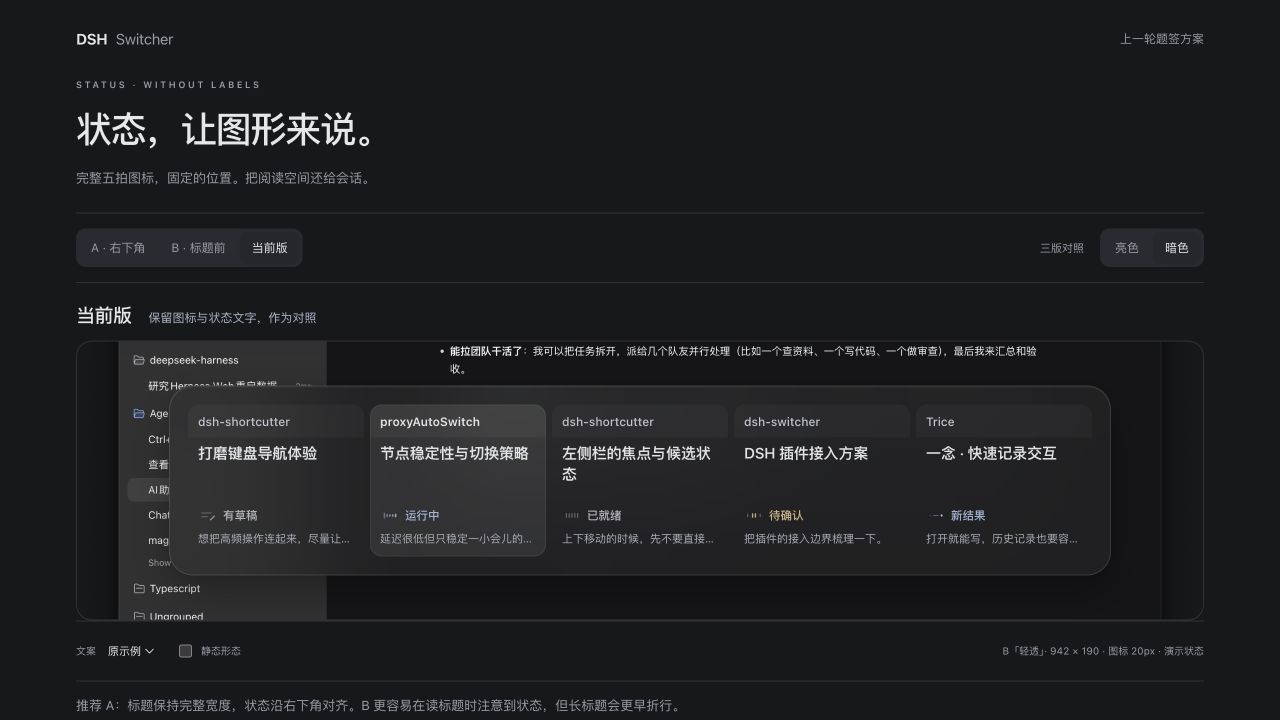 DSH Switcher
上一轮题签方案
STATUS · WITHOUT LABELS
状态，让图形来说。
完整五拍图标，固定的位置。把阅读空间还给会话。
A · 右下角
B · 标题前
当前版
三版对照
亮色
暗色
当前版
保留图标与状态文字，作为对照
deepseek-harness
• 能拉团队干活了：我可以把任务拆开，派给几个队友并行处理（比如一个查资料、一个写代码、一个做审查），最后我来汇总和验
收。
Age
Ctrl+
查看
AI 助
Chat
mag
Show
Typescript
Ungrouped
dsh-shortcutter
打磨键盘导航体验
有草稿
想把高频操作连起来，尽量让...
proxyAutoSwitch
节点稳定性与切换策略
运行中
延迟很低但只稳定一小会儿的...
dsh-shortcutter
左侧栏的焦点与候选状
态
已就绪
上下移动的时候，先不要直接...
dsh-switcher
DSH 插件接入方案
待确认
把插件的接入边界梳理一下。
Trice
一念 · 快速记录交互
新结果
打开就能写，历史记录也要容...
文案
原示例
静态形态
B「轻透」· 942 × 190 · 图标 20px · 演示状态
推荐 A：标题保持完整宽度，状态沿右下角对齐。B 更容易在读标题时注意到状态，但长标题会更早折行。